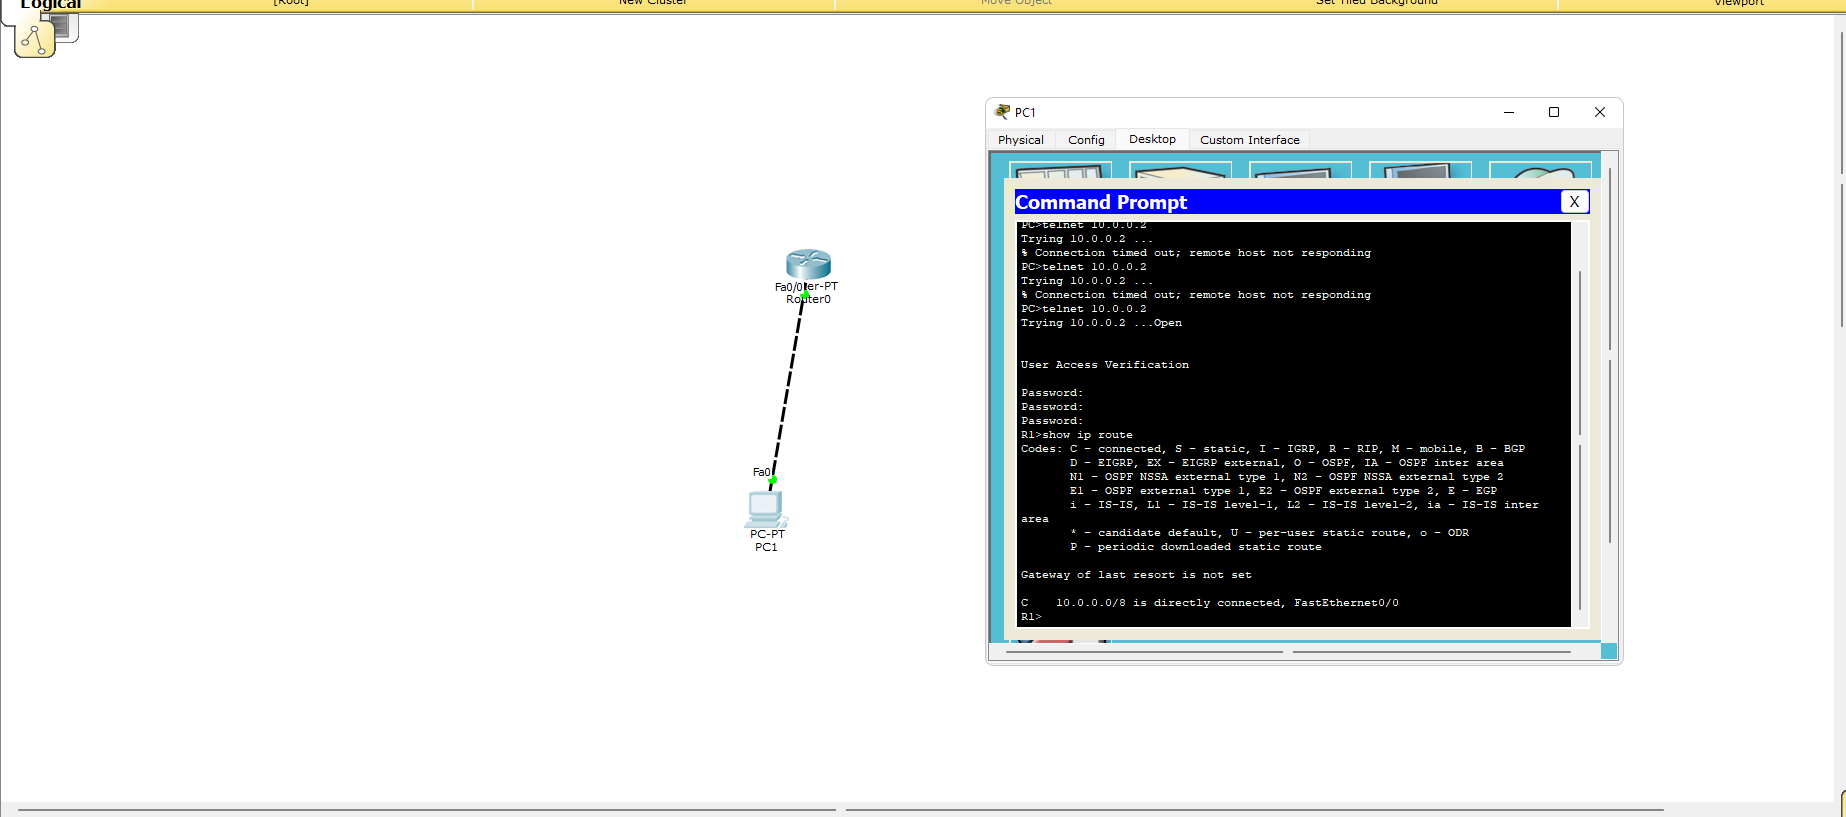 Logical
[Root]
New Cluster
Move Object
Set Tiled Background
Viewport
PC1
Physical
Config
Desktop
Custom Interface
Command Prompt
X
PC>telnet 10.0.0.2
Trying 10.0.0.2 ...
% Connection timed out; remote host not responding
PC>telnet 10.0.0.2
Trying 10.0.0.2 ...
% Connection timed out; remote host not responding
PC>telnet 10.0.0.2
Trying 10.0.0.2 ...Open
User Access Verification
Password:
Password:
Password:
R1>show ip route
Codes: C - connected, S - static, I - IGRP, R - RIP, M - mobile, B - BGP
D - EIGRP, EX - EIGRP external, O - OSPF, IA - OSPF inter area
N1 - OSPF NSSA external type 1, N2 - OSPF NSSA external type 2
E1 - OSPF external type 1, E2 - OSPF external type 2, E - EGP
i - IS-IS, L1 - IS-IS level-1, L2 - IS-IS level-2, ia - IS-IS inter
area
* - candidate default, U - per-user static route, o - ODR
P - periodic downloaded static route
Gateway of last resort is not set
C    10.0.0.0/8 is directly connected, FastEthernet0/0
R1>
Fa0/0
Router0
Fa0
PC-PT
PC1